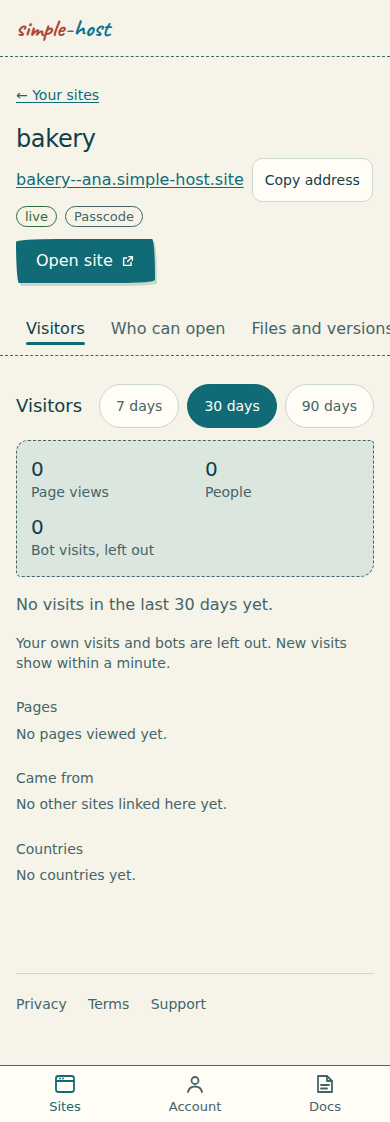 simple-host
← Your sites
bakery
bakery--ana.simple-host.site
Copy address
live
Passcode
Open site
Visitors
Who can open
Files and versions
Visitors
7 days
30 days
90 days
0
Page views
0
People
0
Bot visits, left out
No visits in the last 30 days yet.
Your own visits and bots are left out. New visits
show within a minute.
Pages
No pages viewed yet.
Came from
No other sites linked here yet.
Countries
No countries yet.
Privacy
Terms
Support
Sites
Account
Docs